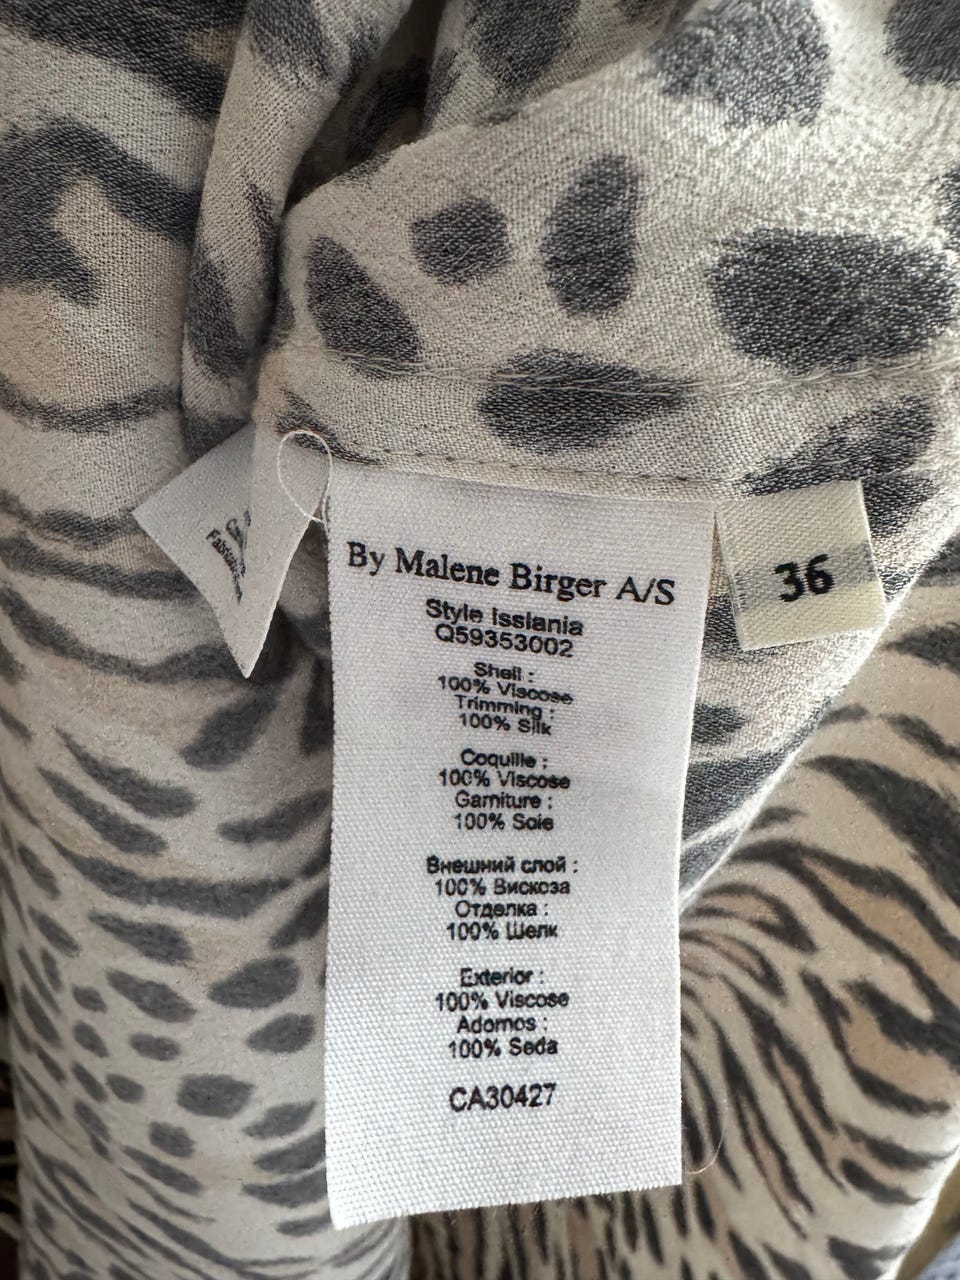 By Malene Birger A/S
Style Isslania
Q59353002
Shell :
100% Viscose
Trimming :
100% Silk
Coquille :
100% Viscose
Garniture :
100% Soie
Внешний слой :
100% Вискоза
Отделка :
100% Шелк
Exterior :
100% Viscose
Adornos :
100% Seda
CA30427
36